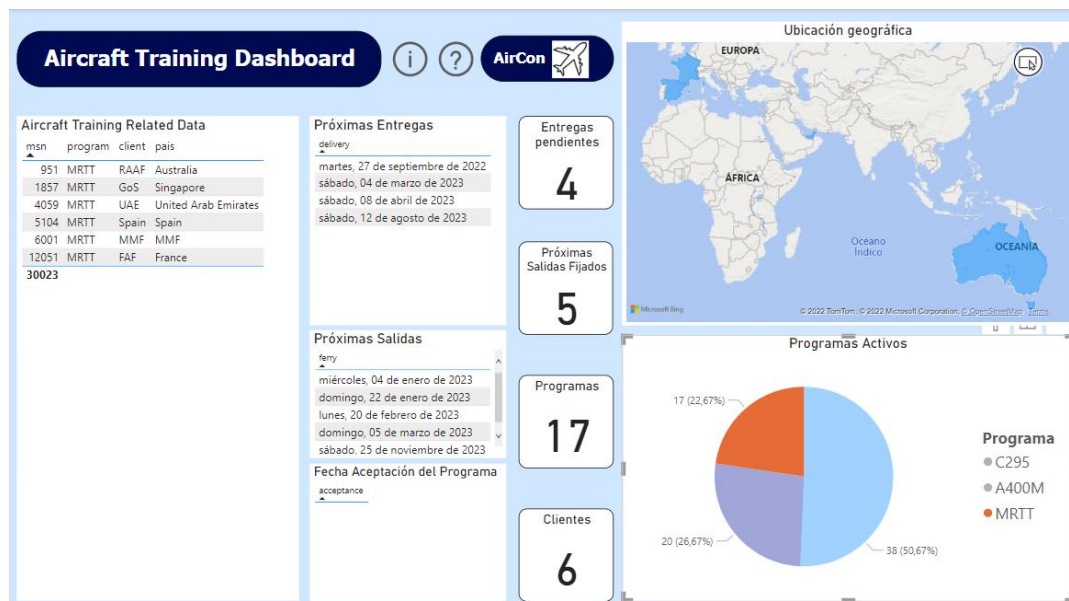 Aircraft Training Dashboard
i
?
AirCon
Aircraft Training Related Data
msn program client pais
951 MRTT RAAF Australia
1857 MRTT GoS Singapore
4059 MRTT UAE United Arab Emirates
5104 MRTT Spain Spain
6001 MRTT MMF MMF
12051 MRTT FAF France
30023
Próximas Entregas
delivery
martes, 27 de septiembre de 2022
sábado, 04 de marzo de 2023
sábado, 08 de abril de 2023
sábado, 12 de agosto de 2023
Próximas Salidas
ferry
miércoles, 04 de enero de 2023
domingo, 22 de enero de 2023
lunes, 20 de febrero de 2023
domingo, 05 de marzo de 2023
sábado, 25 de noviembre de 2023
Fecha Aceptación del Programa
acceptance
Entregas
pendientes
4
Próximas
Salidas Fijados
5
Programas
17
Clientes
6
Ubicación geográfica
EUROPA
ÁFRICA
Océano
Índico
OCEANÍA
Microsoft Bing
© 2022 TomTom, © 2022 Microsoft Corporation, © OpenStreetMap Terms
Programas Activos
17 (22,67%)
20 (26,67%)
38 (50,67%)
Programa
C295
A400M
MRTT